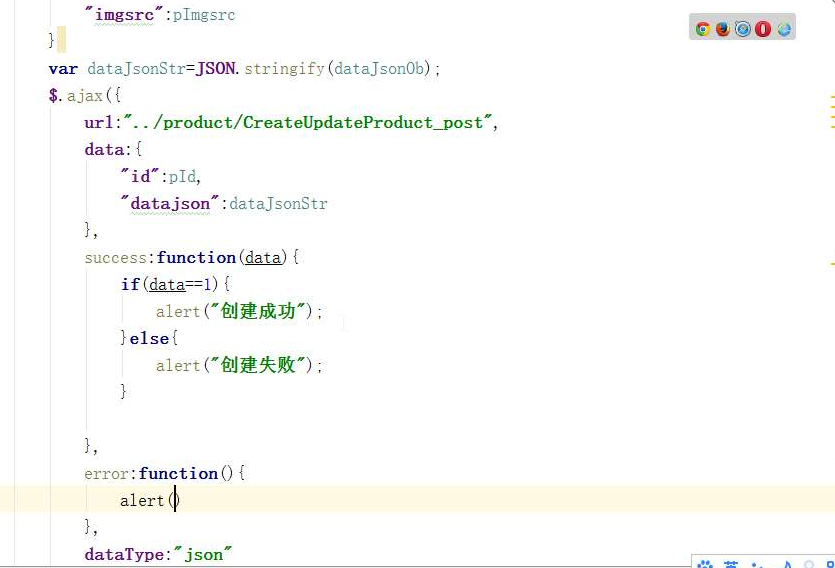 "imgsrc":pImgsrc
}
var dataJsonStr=JSON.stringify(dataJsonOb);
$.ajax({
url:"../product/CreateUpdateProduct_post",
data:{
"id":pId,
"datajson":dataJsonStr
},
success:function(data){
if(data==1){
alert("创建成功");
}else{
alert("创建失败");
}
},
error:function(){
alert()
},
dataType:"json"
英